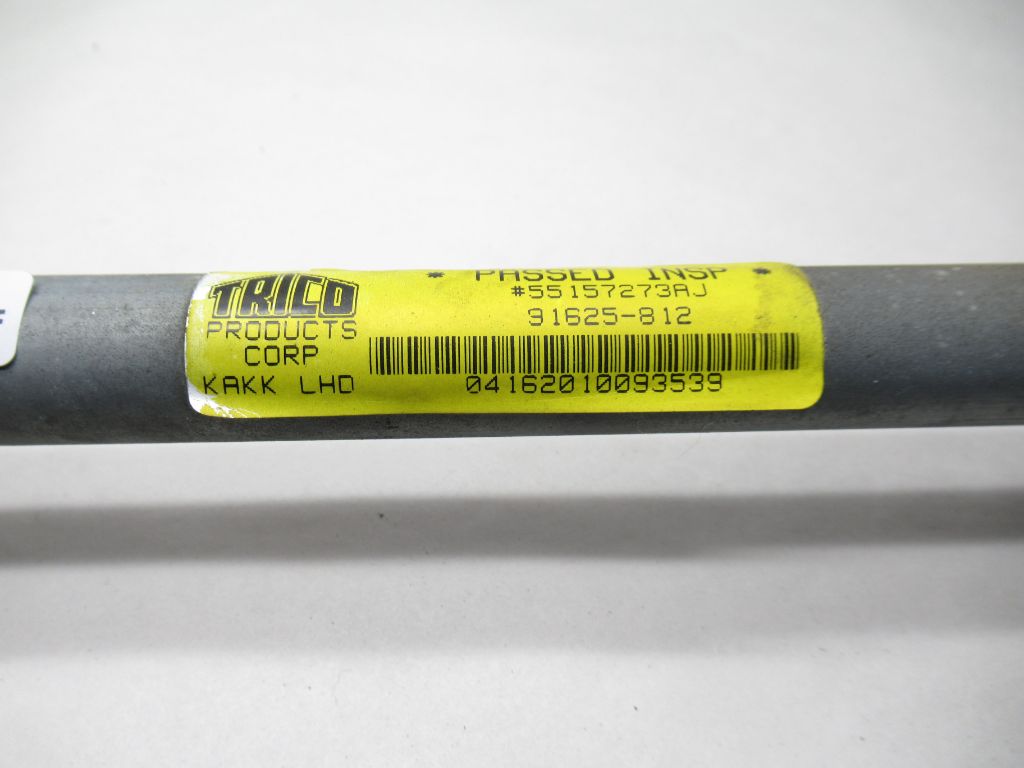 * PASSED INSP *
#55157273AJ
91625-812
TRICO
PRODUCTS
CORP
KAKK LHD
04162010093539